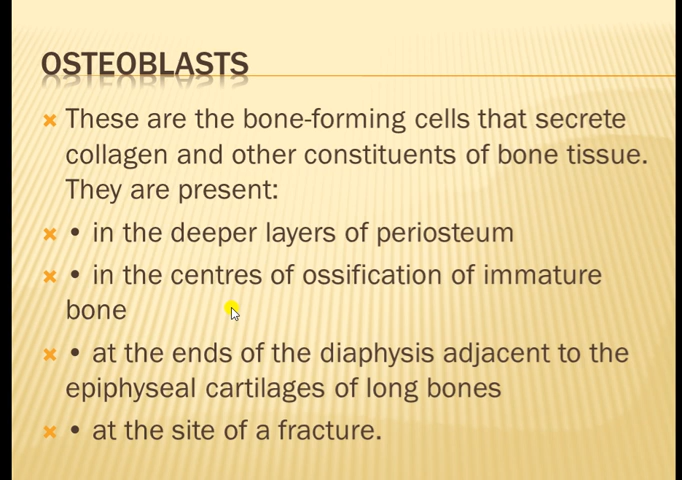 OSTEOBLASTS
These are the bone-forming cells that secrete
collagen and other constituents of bone tissue.
They are present:
• in the deeper layers of periosteum
• in the centres of ossification of immature
bone
• at the ends of the diaphysis adjacent to the
epiphyseal cartilages of long bones
• at the site of a fracture.